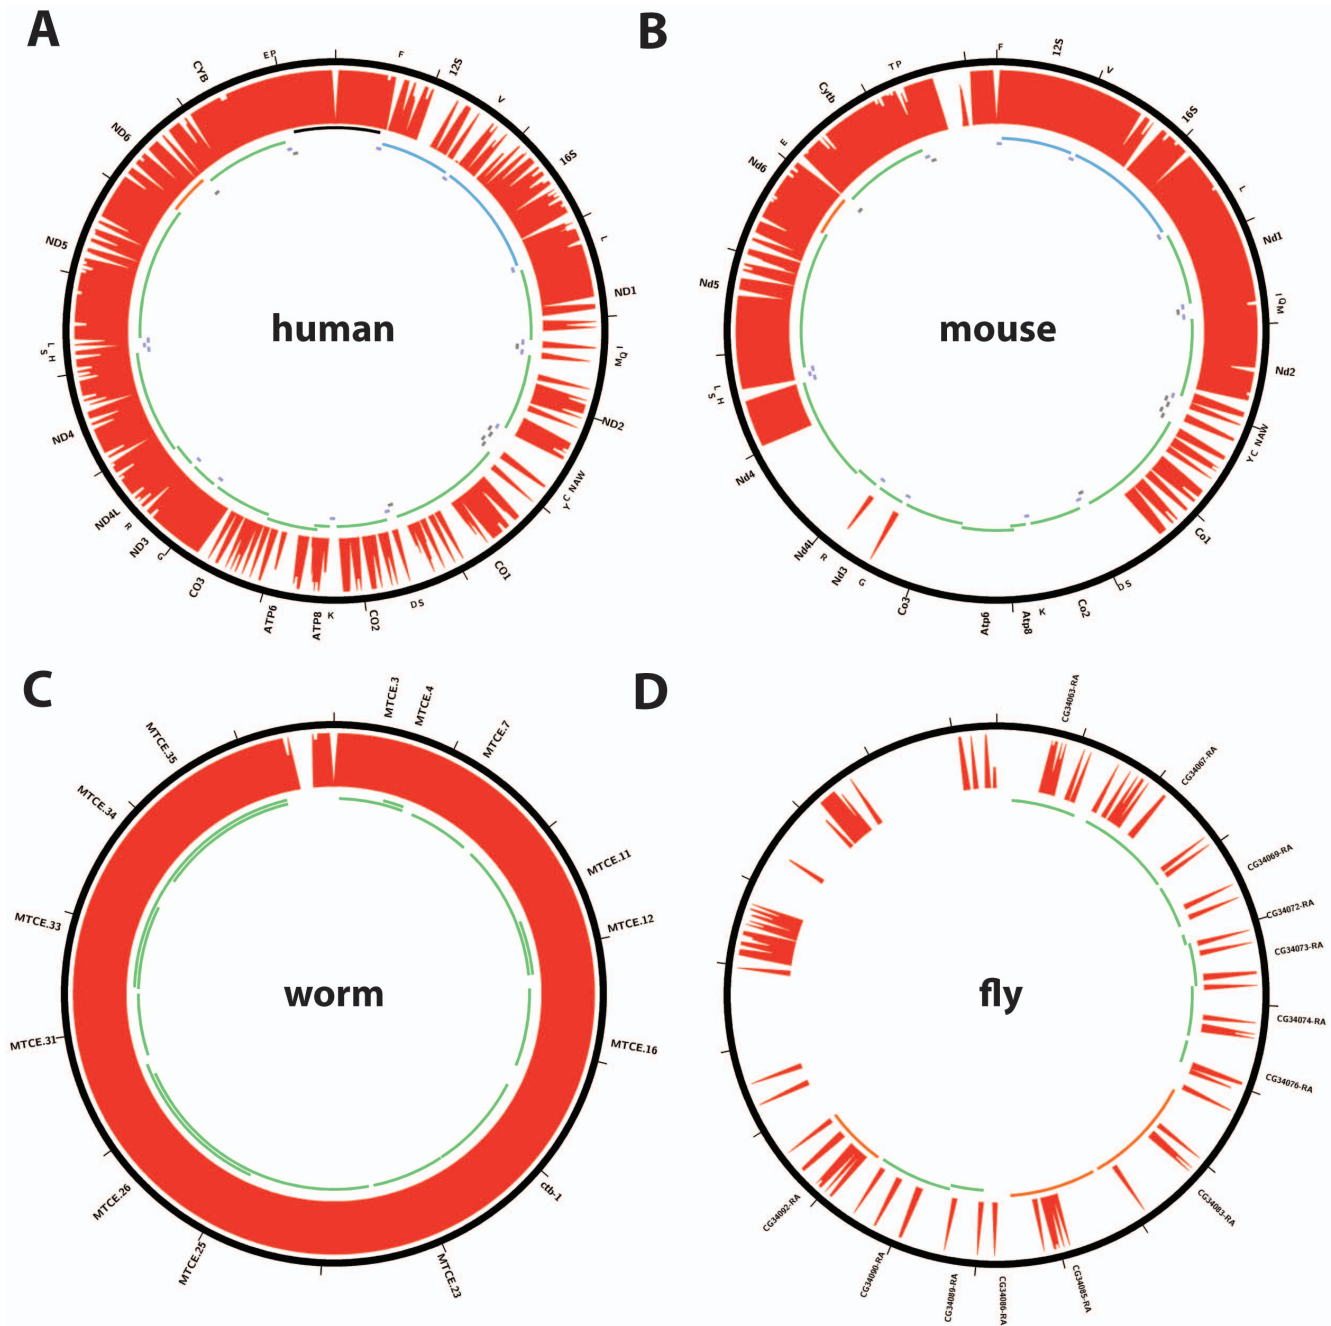 A
E P
F
12S
V
16S
L
ND1
I
Q
M
ND2
NAW
C
Y
CO1
D S
CO2
K
ATP8
ATP6
CO3
G
ND3
R
ND4L
ND4
L
H
S
ND5
ND6
CYB
human
B
T P
F
12S
V
16S
L
Nd1
I
Q
M
Nd2
NAW
Y C
Co1
D S
Co2
K
Atp8
Atp6
Co3
G
Nd3
R
Nd4L
Nd4
L
H
S
Nd5
Nd6
E
Cytb
mouse
C
MTCE.3
MTCE.4
MTCE.7
MTCE.11
MTCE.12
MTCE.16
ctb-1
MTCE.23
MTCE.25
MTCE.26
MTCE.31
MTCE.33
MTCE.34
MTCE.35
worm
D
CG34063-RA
CG34067-RA
CG34069-RA
CG34072-RA
CG34073-RA
CG34074-RA
CG34076-RA
CG34083-RA
CG34085-RA
CG34086-RA
CG34089-RA
CG34090-RA
CG34092-RA
fly